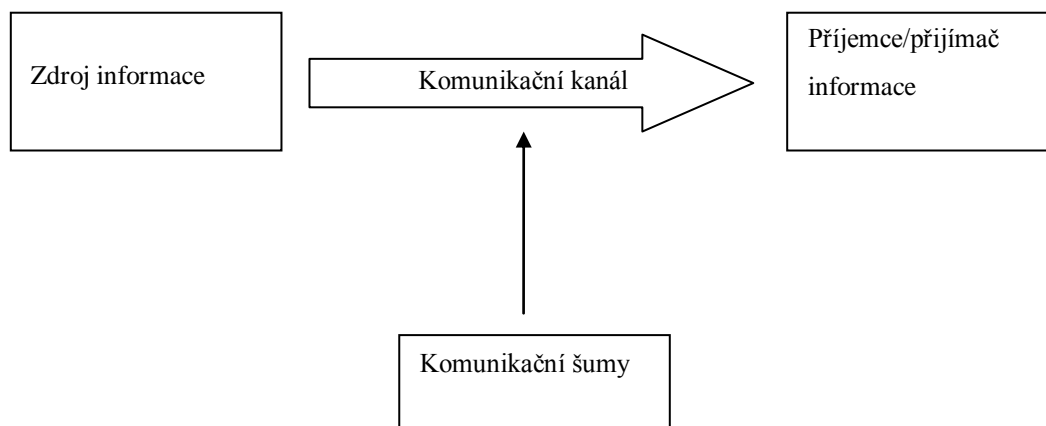 Zdroj informace
Komunikační kanál
Příjemce/přijímač
informace
Komunikační šumy